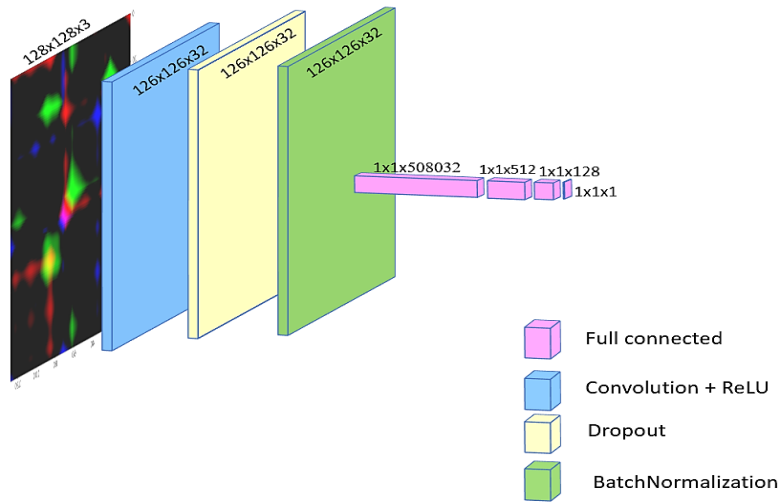 128x128x3
126x126x32
126x126x32
126x126x32
1x1x508032
1x1x512
1x1x128
1x1x1
Full connected
Convolution + ReLU
Dropout
BatchNormalization